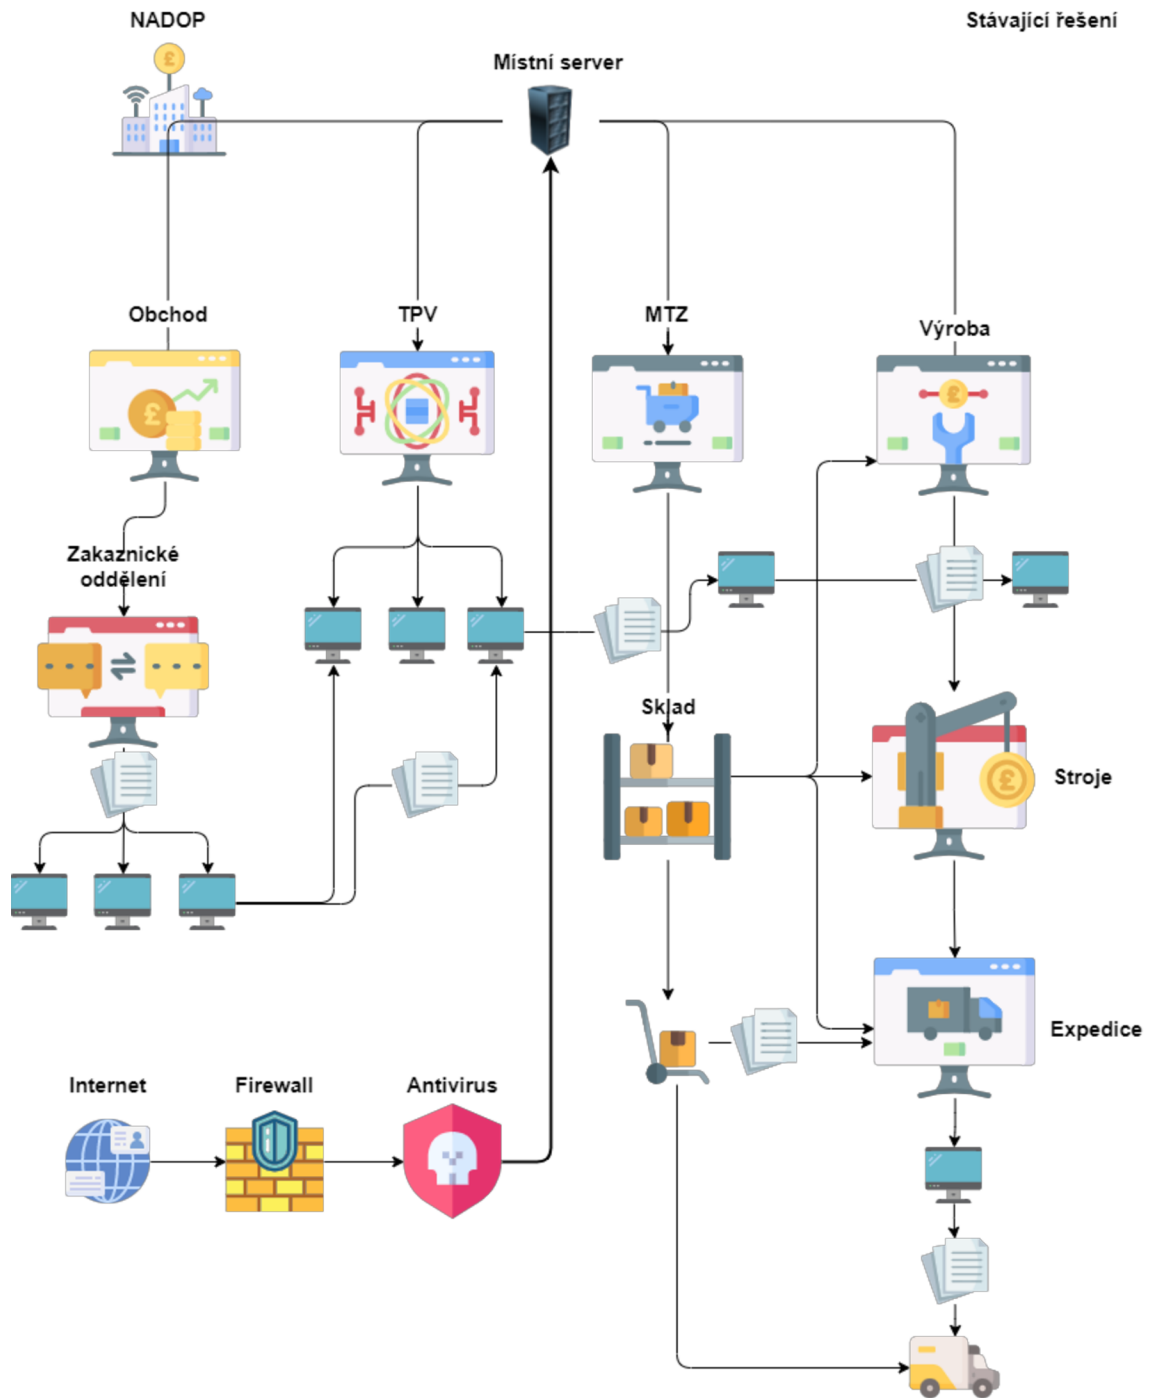 NADOP
Stávající řešení
Místní server
Obchod
TPV
MTZ
Výroba
Zakaznické
oddělení
Sklad
Stroje
Expedice
Internet
Firewall
Antivirus